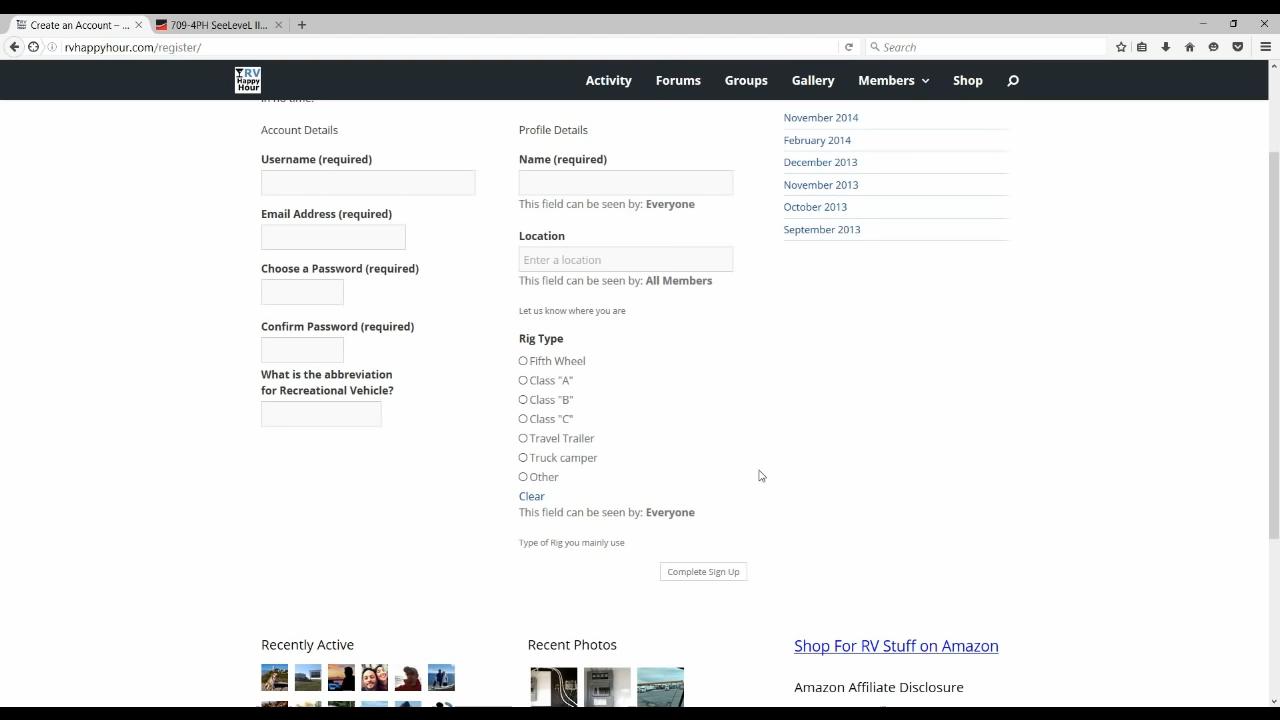 Create an Account – ...
709-4PH SeeLeveL II...
rvhappyhour.com/register/
Search
RV
Happy
Hour
Activity
Forums
Groups
Gallery
Members
Shop
in no time.
Account Details
Username (required)
Email Address (required)
Choose a Password (required)
Confirm Password (required)
What is the abbreviation
for Recreational Vehicle?
Profile Details
Name (required)
This field can be seen by: Everyone
Location
Enter a location
This field can be seen by: All Members
Let us know where you are
Rig Type
Fifth Wheel
Class "A"
Class "B"
Class "C"
Travel Trailer
Truck camper
Other
Clear
This field can be seen by: Everyone
Type of Rig you mainly use
Complete Sign Up
November 2014
February 2014
December 2013
November 2013
October 2013
September 2013
Recently Active
Recent Photos
Shop For RV Stuff on Amazon
Amazon Affiliate Disclosure